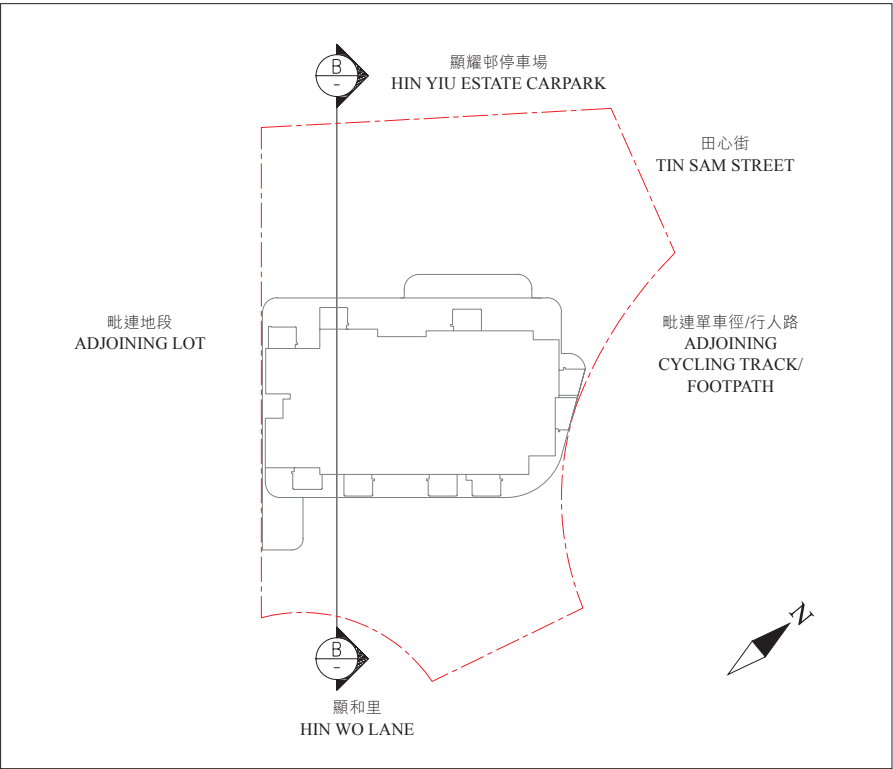 B
-
顯耀邨停車場
HIN YIU ESTATE CARPARK
田心街
TIN SAM STREET
毗連地段
ADJOINING LOT
毗連單車徑/行人路
ADJOINING
CYCLING TRACK/
FOOTPATH
N
B
-
顯和里
HIN WO LANE